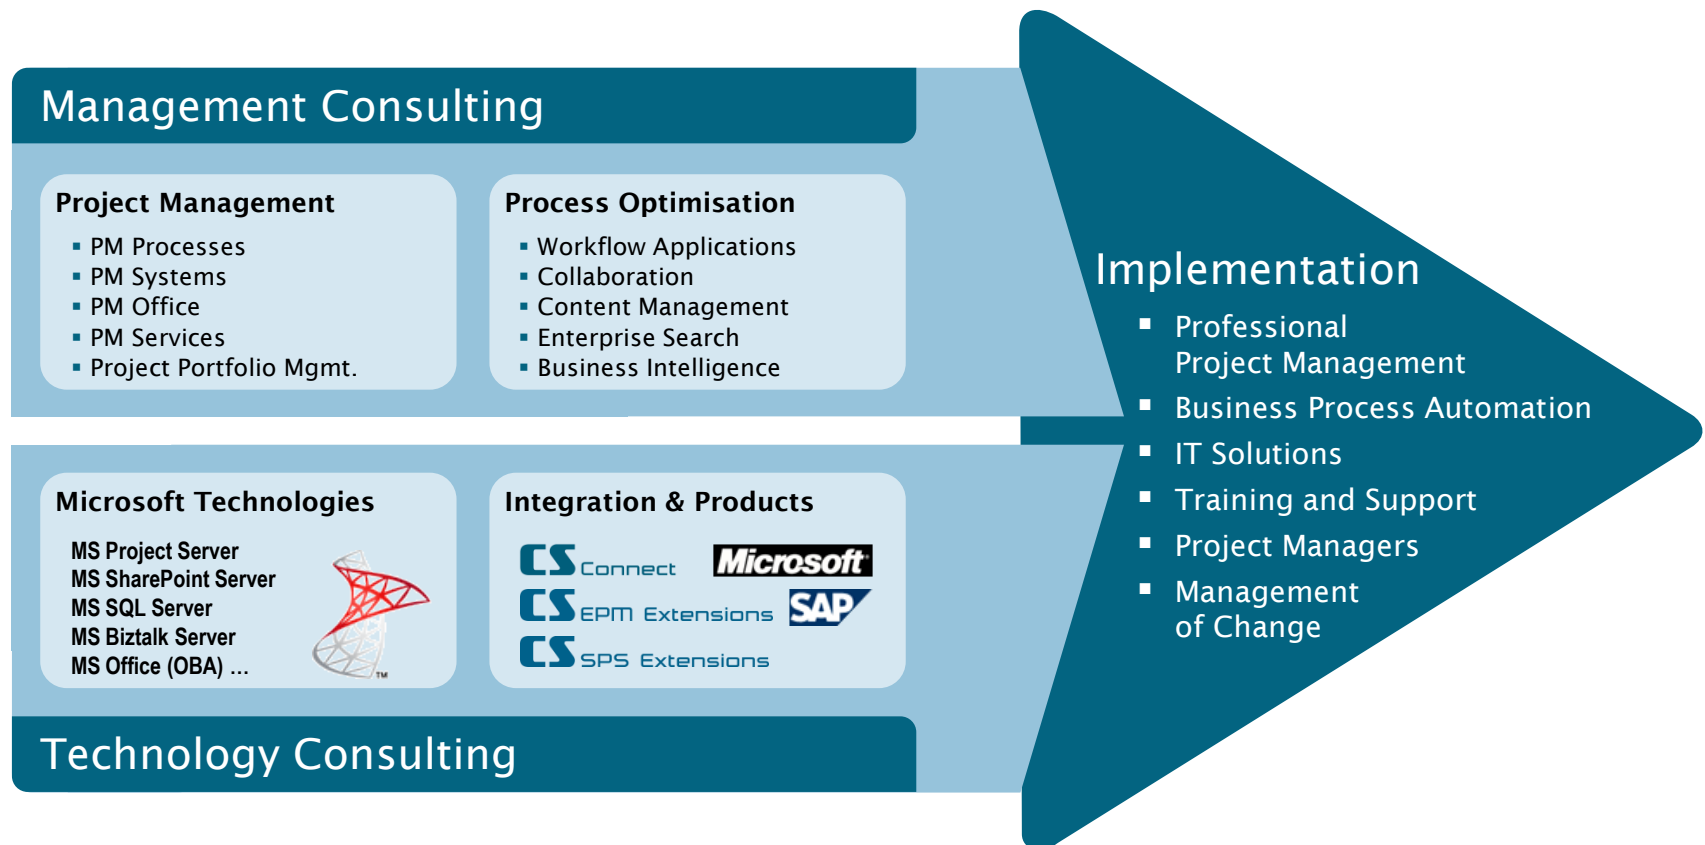 Management Consulting
Project Management
▪ PM Processes
▪ PM Systems
▪ PM Office
▪ PM Services
▪ Project Portfolio Mgmt.
Process Optimisation
▪ Workflow Applications
▪ Collaboration
▪ Content Management
▪ Enterprise Search
▪ Business Intelligence
Microsoft Technologies
MS Project Server
MS SharePoint Server
MS SQL Server
MS Biztalk Server
MS Office (OBA) ...
TM
Integration & Products
CS Connect
Microsoft
CS EPM Extensions
SAP
CS SPS Extensions
Technology Consulting
Implementation
▪ Professional
Project Management
▪ Business Process Automation
▪ IT Solutions
▪ Training and Support
▪ Project Managers
▪ Management
of Change